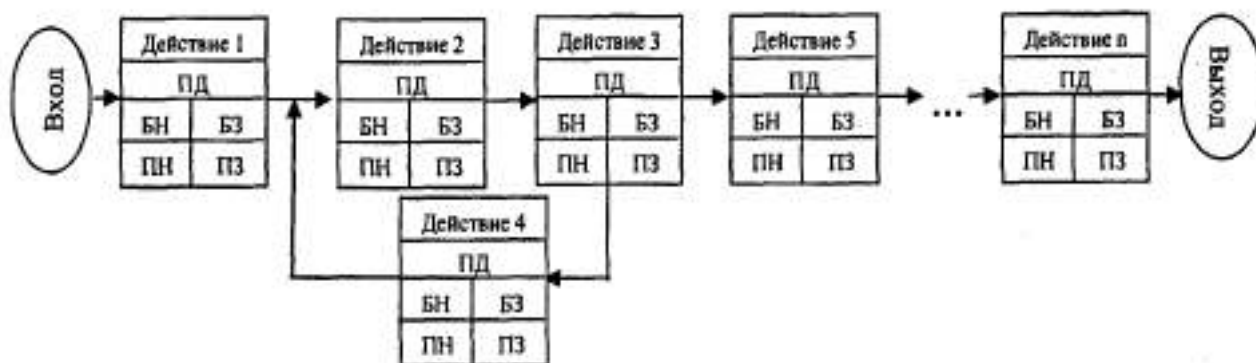 Вход
Действие 1
ПД
БН БЗ
ПН ПЗ
Действие 2
ПД
БН БЗ
ПН ПЗ
Действие 3
ПД
БН БЗ
ПН ПЗ
Действие 5
ПД
БН БЗ
ПН ПЗ
...
Действие n
ПД
БН БЗ
ПН ПЗ
Выход
Действие 4
ПД
БН БЗ
ПН ПЗ